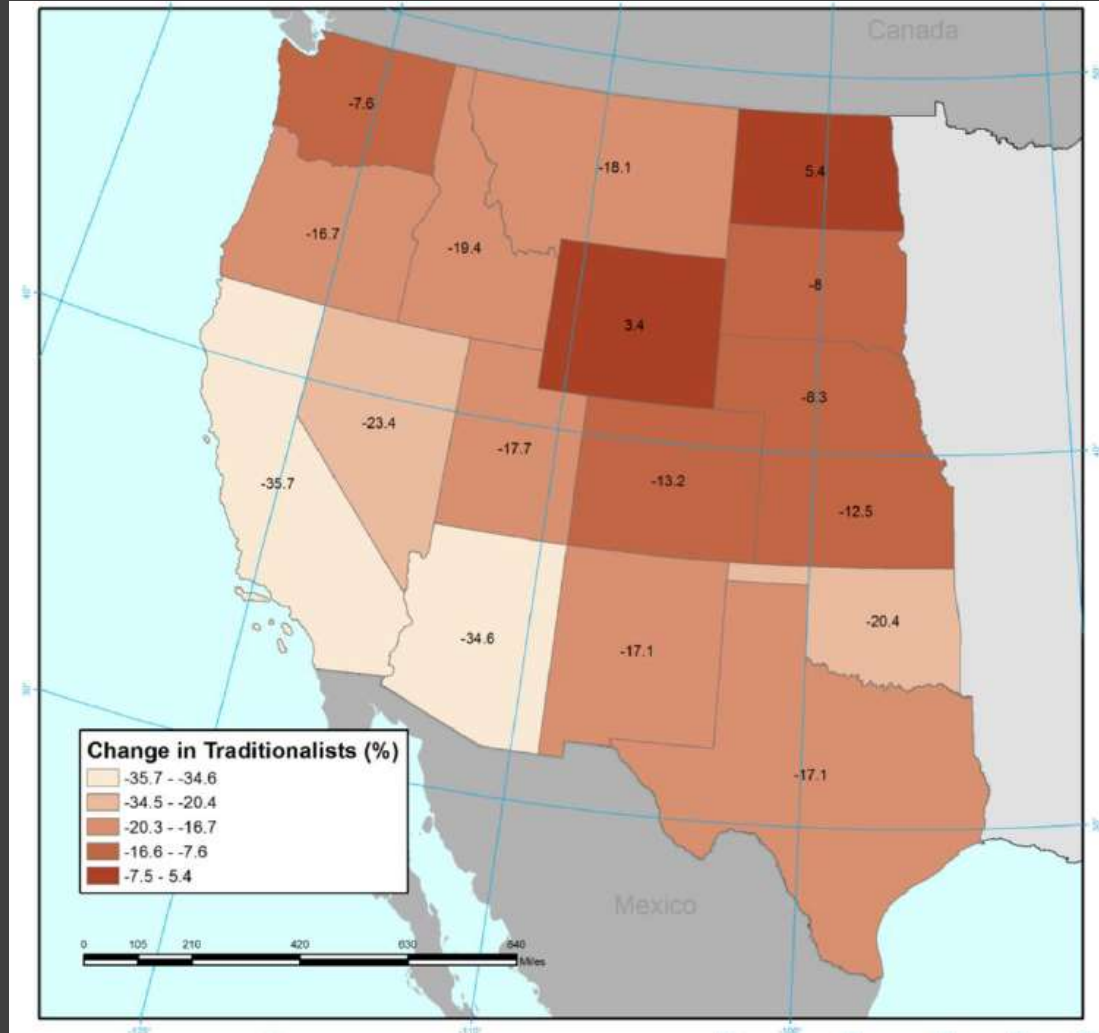 Canada
-7.6
-18.1
5.4
-16.7
-19.4
-8
3.4
-8.3
-23.4
-17.7
-35.7
-13.2
-12.5
-34.6
-17.1
-20.4
-17.1
Mexico
Change in Traditionalists (%)
-35.7 - -34.6
-34.5 - -20.4
-20.3 - -16.7
-16.6 - -7.6
-7.5 - 5.4
0 105 210 420 630 840
Miles